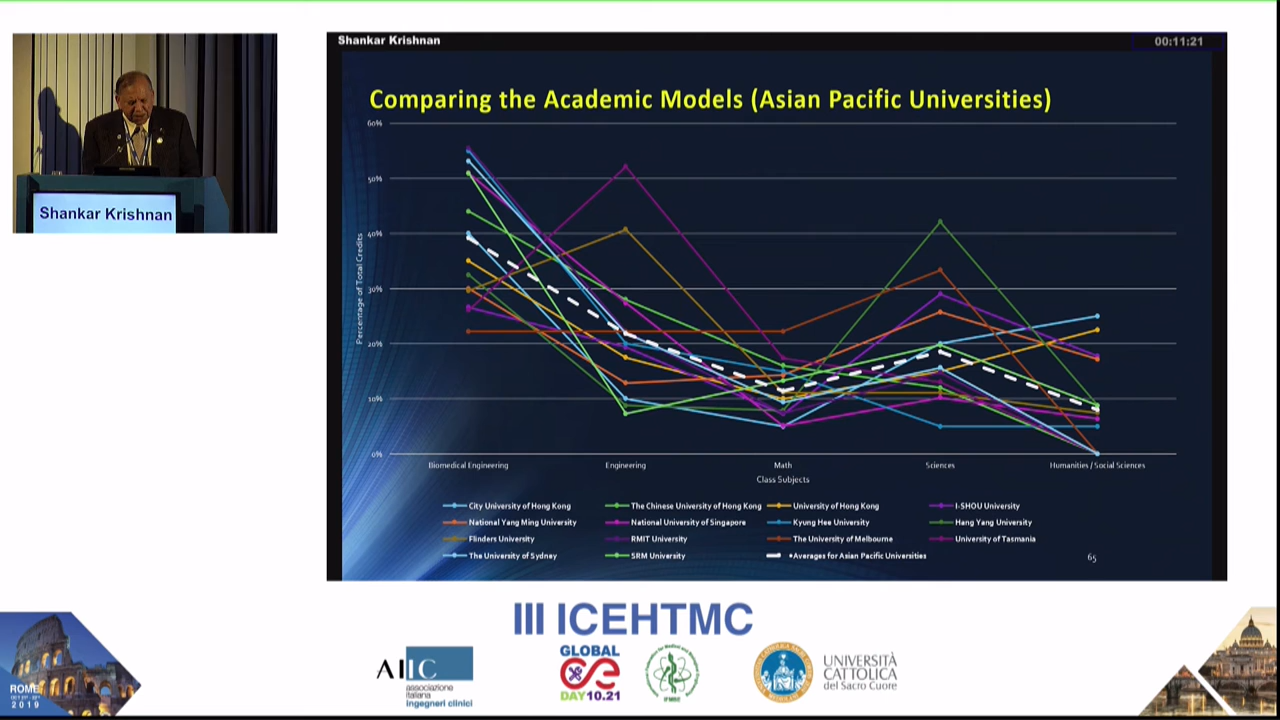 Shankar Krishnan
00:11:21
Shankar Krishnan
Comparing the Academic Models (Asian Pacific Universities)
60%
50%
40%
30%
20%
10%
0%
Percentage of Total Credits
Biomedical Engineering
Engineering
Math
Sciences
Humanities / Social Sciences
Class Subjects
City University of Hong Kong
The Chinese University of Hong Kong
University of Hong Kong
I-SHOU University
National Yang Ming University
National University of Singapore
Kyung Hee University
Hang Yang University
Flinders University
RMIT University
The University of Melbourne
University of Tasmania
The University of Sydney
SRM University
•Averages for Asian Pacific Universities
65
III ICEHTMC
ROME
2019
AIIC
associazione
italiana
ingegneri clinici
GLOBAL
CE
DAY 10.21
IFMBE
UNIVERSITÀ
CATTOLICA
del Sacro Cuore